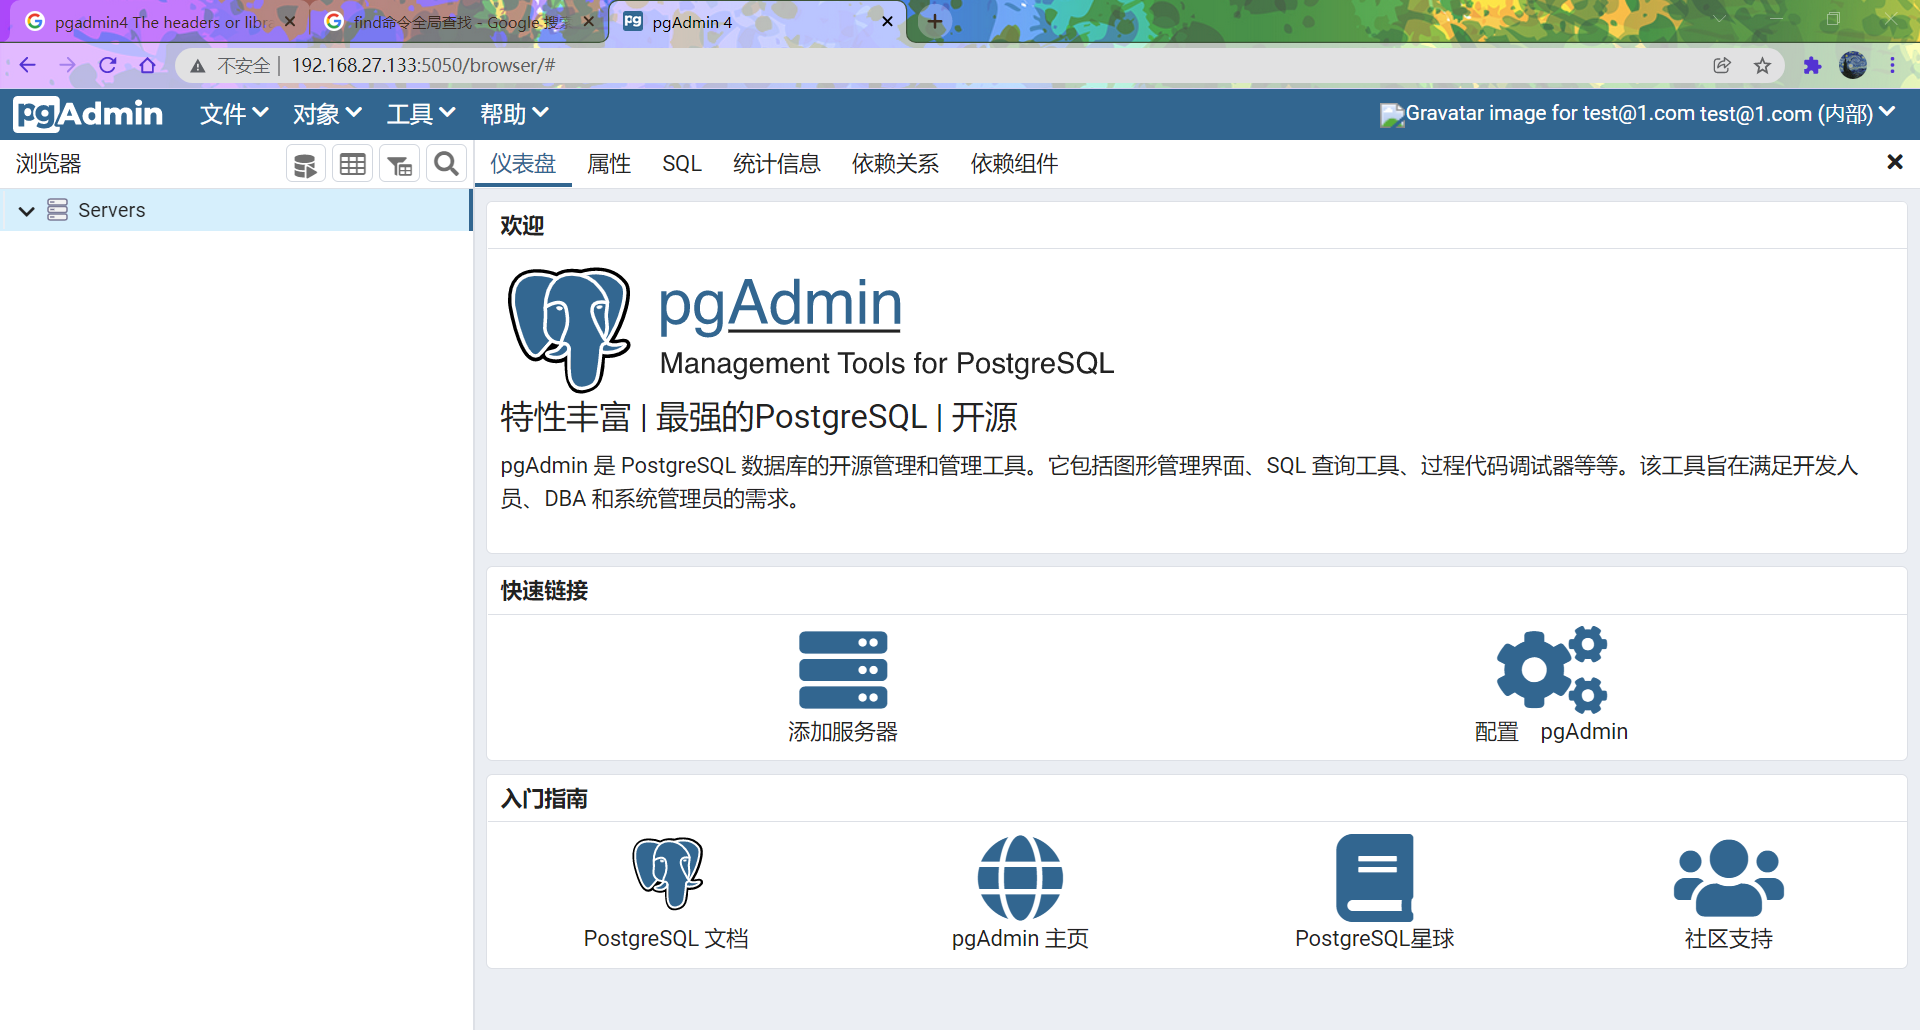 pgadmin4 The headers or libra
find命令全局查找 - Google 搜索
pgAdmin 4
不安全 | 192.168.27.133:5050/browser/#
pgAdmin 文件 对象 工具 帮助 Gravatar image for test@1.com test@1.com (内部)
浏览器
仪表盘 属性 SQL 统计信息 依赖关系 依赖组件
Servers
欢迎
pgAdmin
Management Tools for PostgreSQL
特性丰富 | 最强的PostgreSQL | 开源
pgAdmin 是 PostgreSQL 数据库的开源管理和管理工具。它包括图形管理界面、SQL 查询工具、过程代码调试器等等。该工具旨在满足开发人
员、DBA 和系统管理员的需求。
快速链接
添加服务器 配置 pgAdmin
入门指南
PostgreSQL 文档 pgAdmin 主页 PostgreSQL星球 社区支持